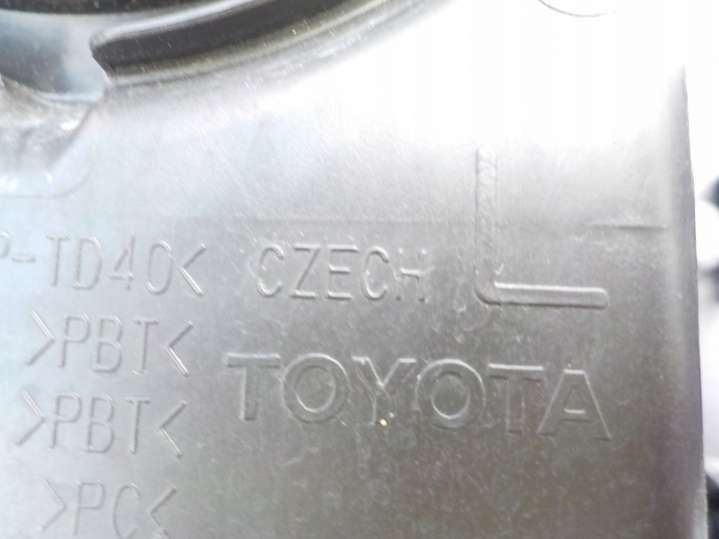 P-TD40< CZECH L
>PBT<
TOYOTA
>PBT<
>PC<